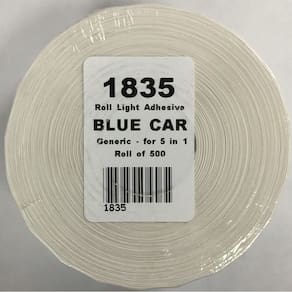 1835
Roll Light Adhesive
BLUE CAR
Generic - for 5 in 1
Roll of 500
1835